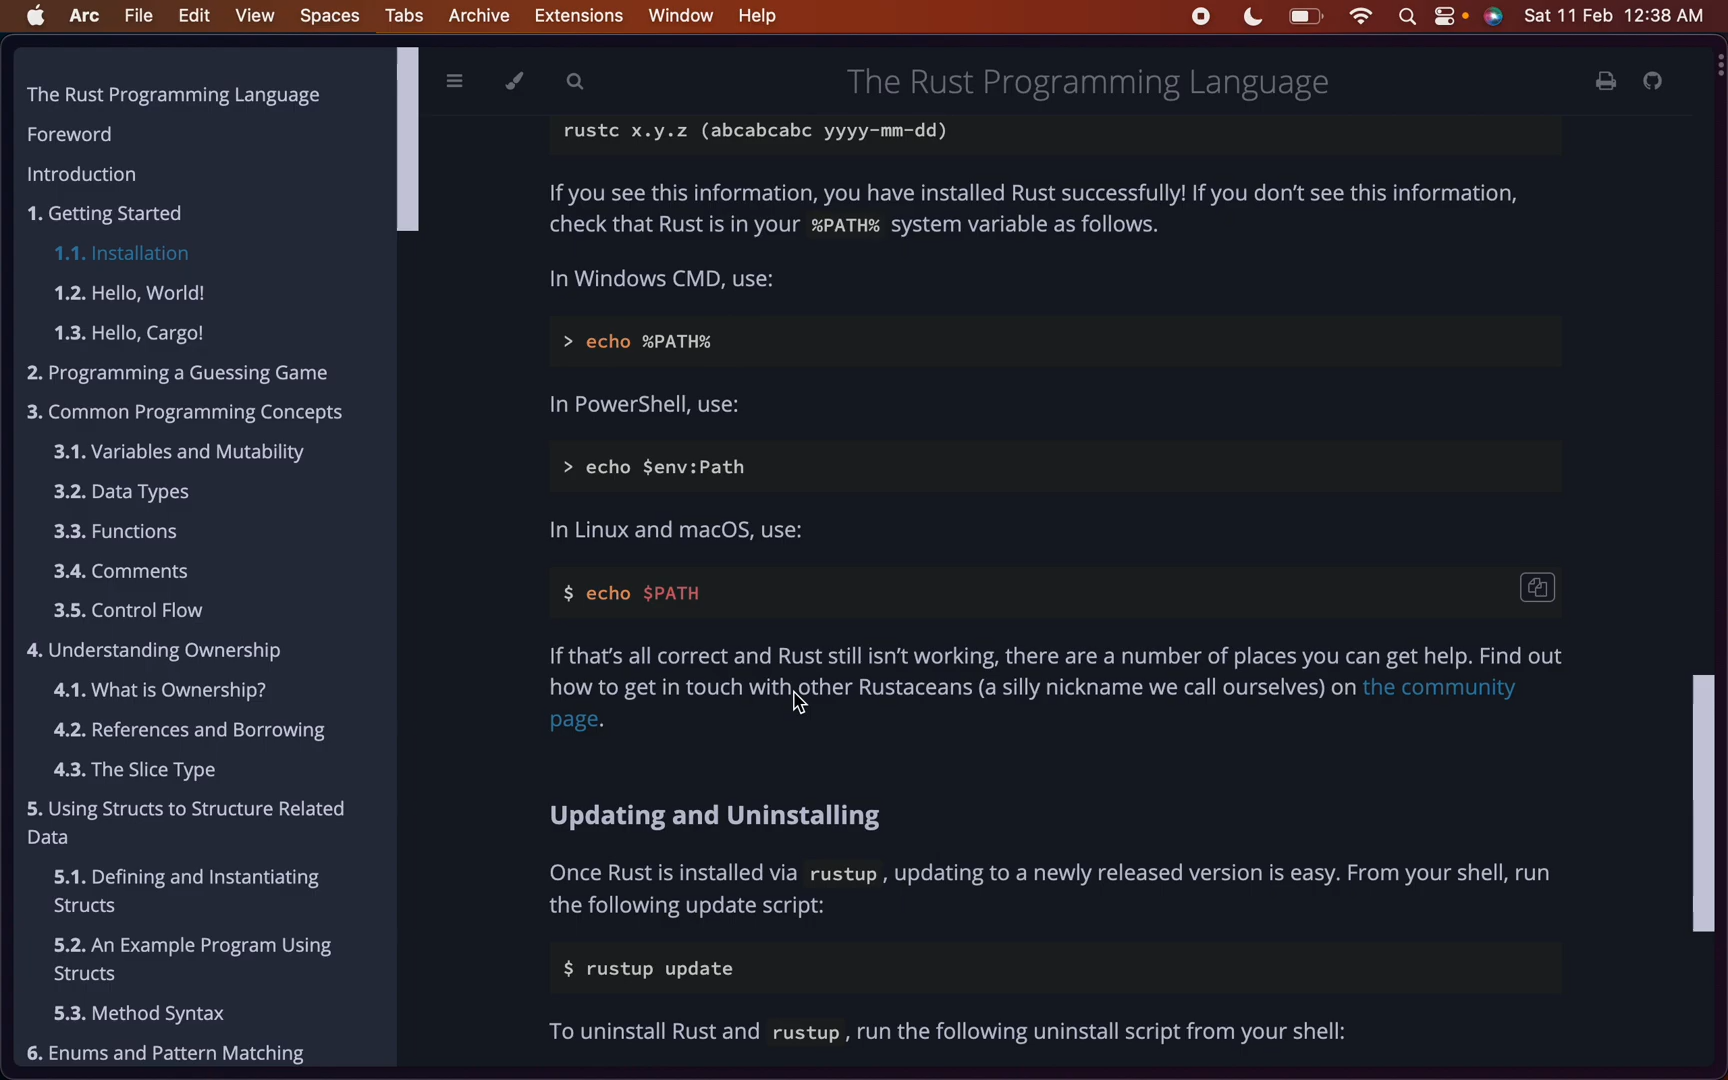 Arc File Edit View Spaces Tabs Archive Extensions Window Help Sat 11 Feb 12:38 AM
The Rust Programming Language
Foreword
Introduction
1. Getting Started
1.1. Installation
1.2. Hello, World!
1.3. Hello, Cargo!
2. Programming a Guessing Game
3. Common Programming Concepts
3.1. Variables and Mutability
3.2. Data Types
3.3. Functions
3.4. Comments
3.5. Control Flow
4. Understanding Ownership
4.1. What is Ownership?
4.2. References and Borrowing
4.3. The Slice Type
5. Using Structs to Structure Related
Data
5.1. Defining and Instantiating
Structs
5.2. An Example Program Using
Structs
5.3. Method Syntax
6. Enums and Pattern Matching
The Rust Programming Language
rustc x.y.z (abcabcabc yyyy-mm-dd)
If you see this information, you have installed Rust successfully! If you don’t see this information,
check that Rust is in your %PATH% system variable as follows.
In Windows CMD, use:
> echo %PATH%
In PowerShell, use:
> echo $env:Path
In Linux and macOS, use:
$ echo $PATH
If that’s all correct and Rust still isn’t working, there are a number of places you can get help. Find out
how to get in touch with other Rustaceans (a silly nickname we call ourselves) on the community
page.
Updating and Uninstalling
Once Rust is installed via rustup, updating to a newly released version is easy. From your shell, run
the following update script:
$ rustup update
To uninstall Rust and rustup, run the following uninstall script from your shell: